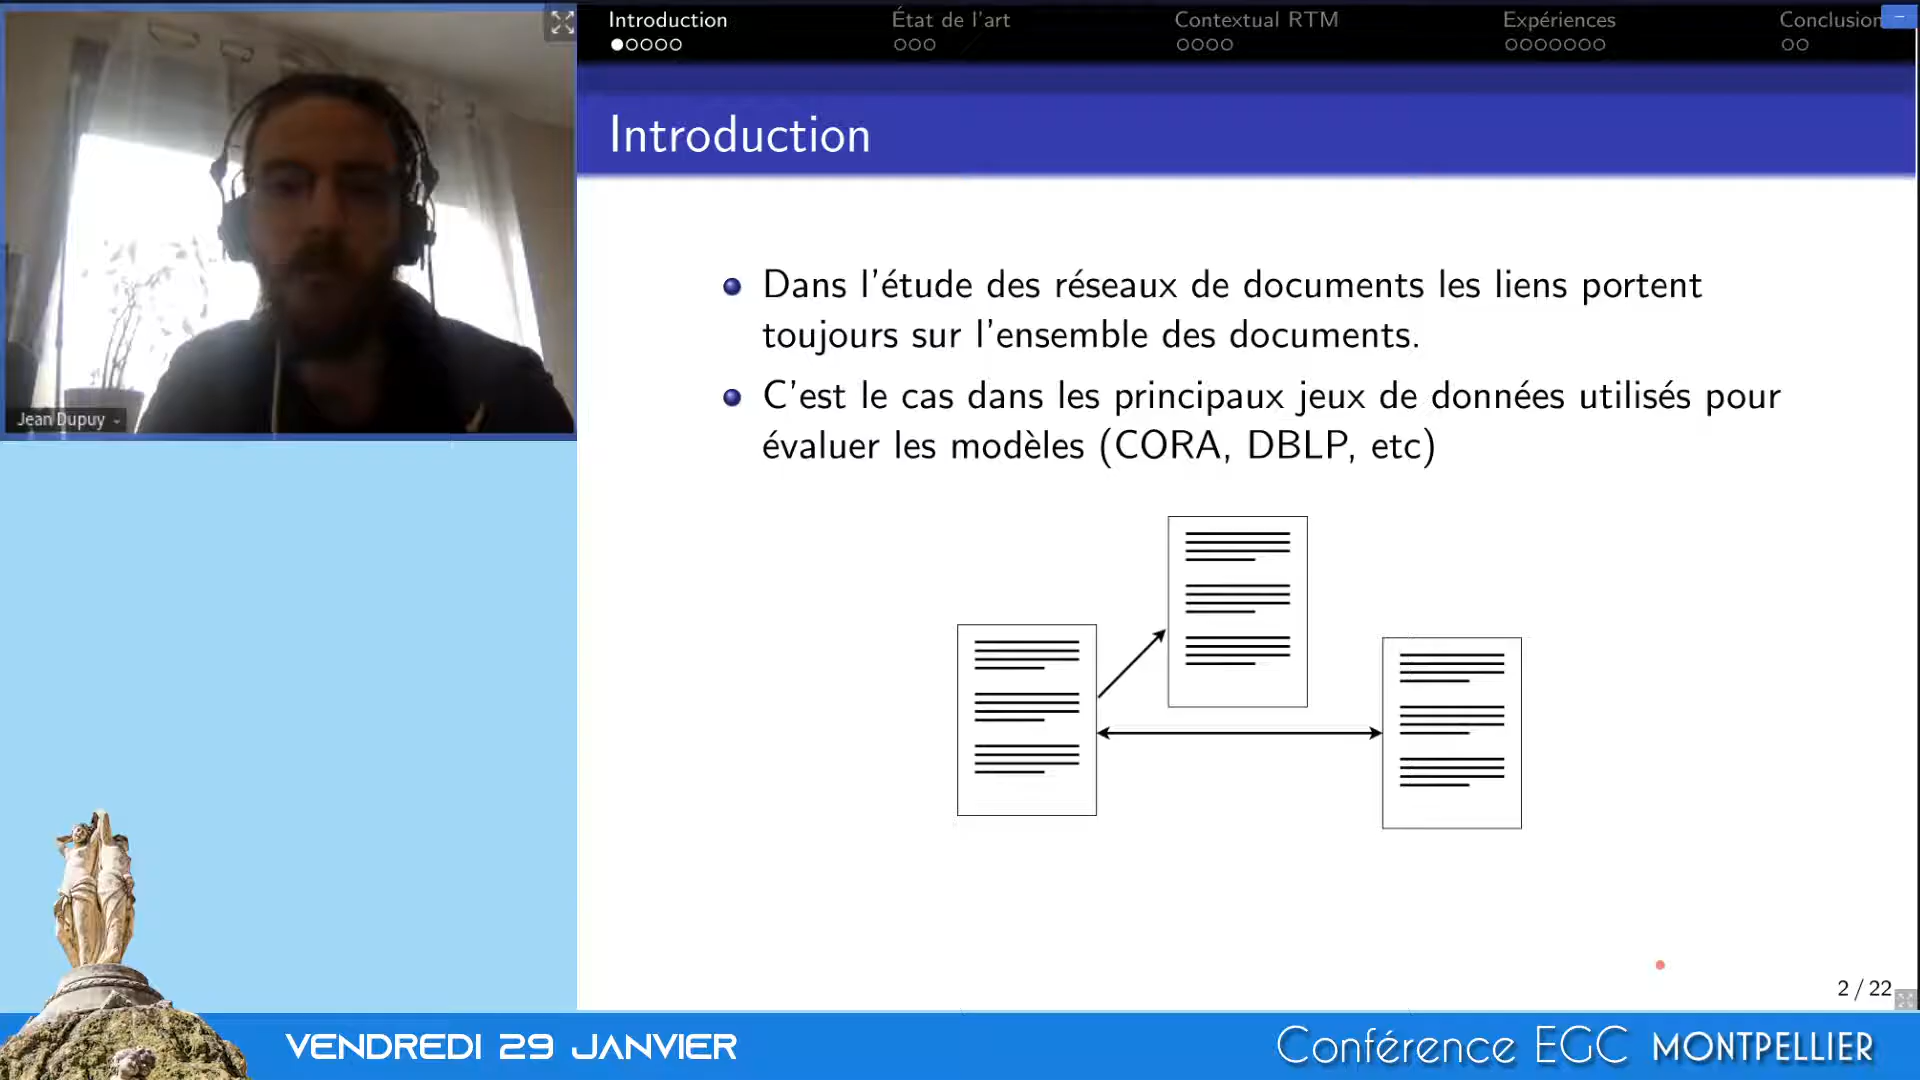 Introduction
État de l'art
Contextual RTM
Expériences
Conclusion
Introduction
Dans l'étude des réseaux de documents les liens portent
toujours sur l'ensemble des documents.
C'est le cas dans les principaux jeux de données utilisés pour
évaluer les modèles (CORA, DBLP, etc)
Jean Dupuy
2 / 22
VENDREDI 29 JANVIER
Conférence EGC MONTPELLIER